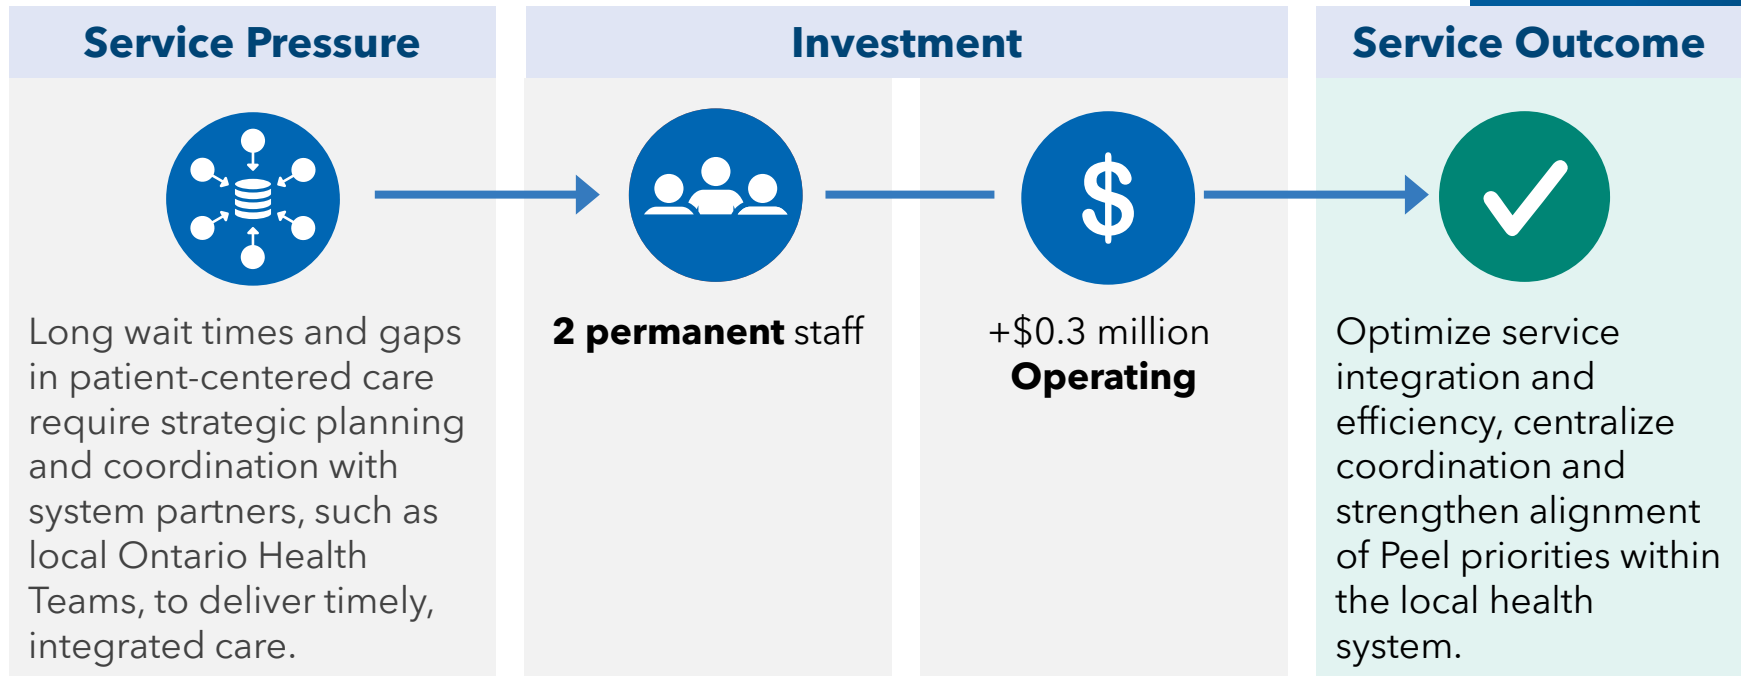 Service Pressure
Investment
Service Outcome
Long wait times and gaps
in patient-centered care
require strategic planning
and coordination with
system partners, such as
local Ontario Health
Teams, to deliver timely,
integrated care.
2 permanent staff
$
+$0.3 million
Operating
Optimize service
integration and
efficiency, centralize
coordination and
strengthen alignment
of Peel priorities within
the local health
system.